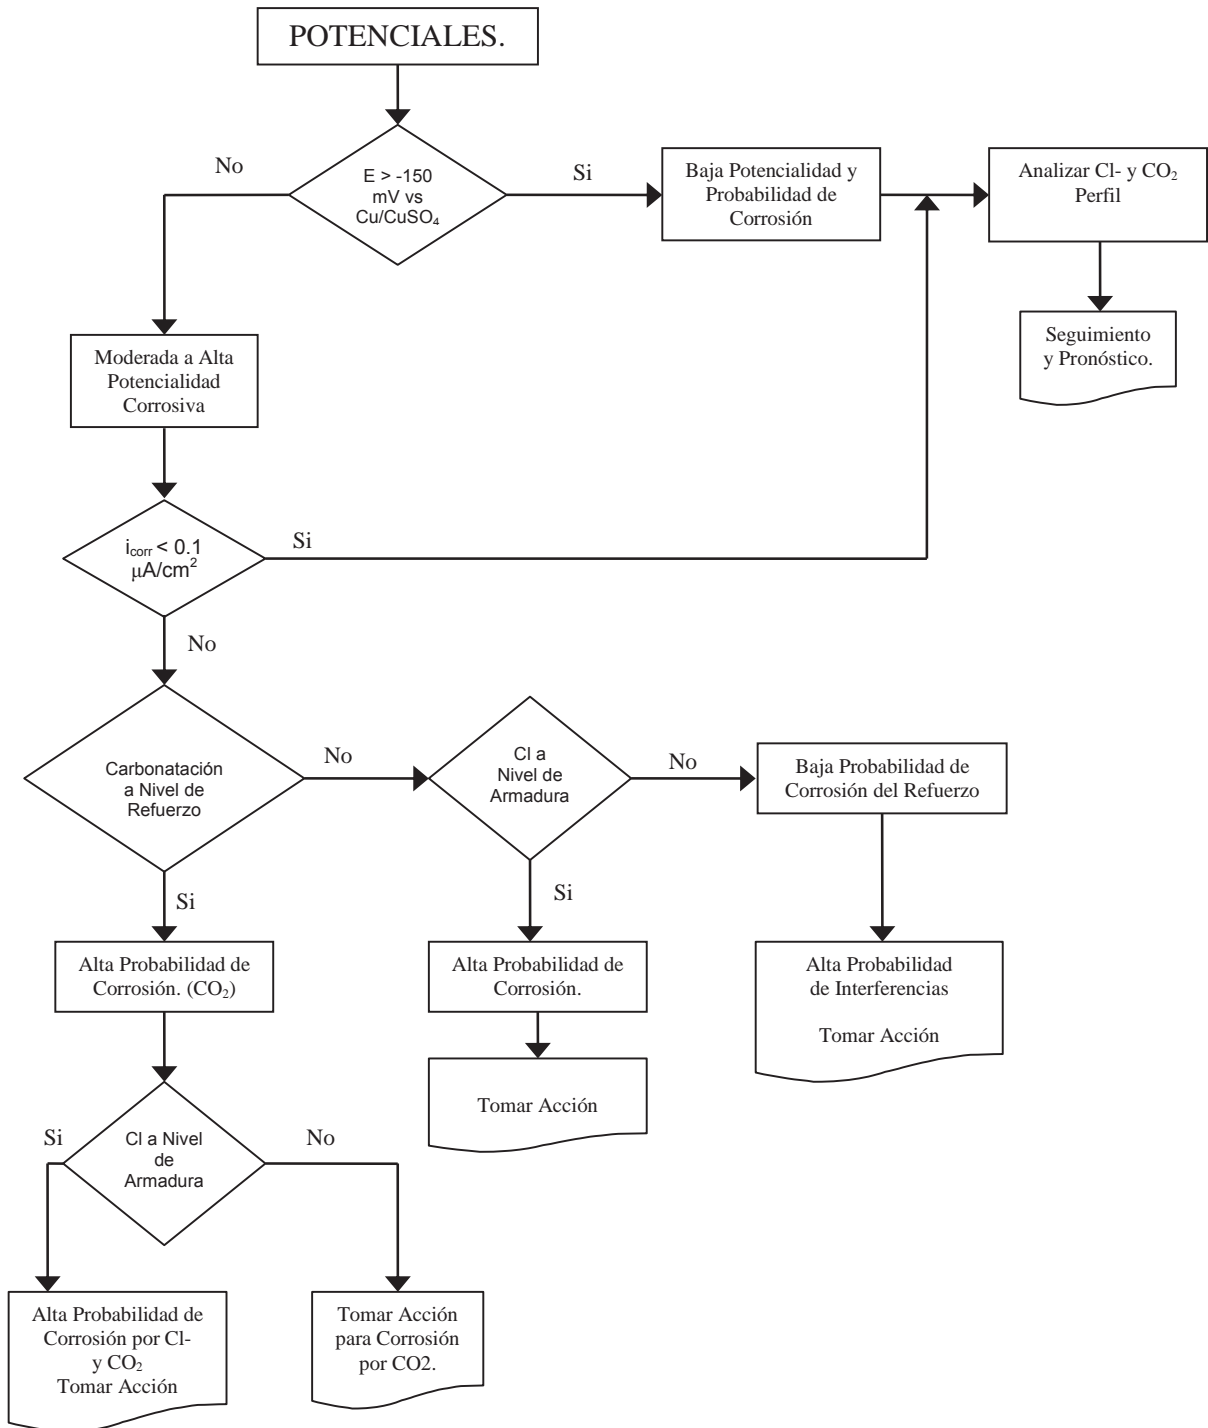 POTENCIALES.
No
E > -150
mV vs
Cu/CuSO₄
Si
Baja Potencialidad y
Probabilidad de
Corrosión
Analizar Cl- y CO₂
Perfil
Seguimiento
y Pronóstico.
Moderada a Alta
Potencialidad
Corrosiva
i_corr < 0.1
μA/cm²
Si
No
Carbonatación
a Nivel de
Refuerzo
No
Cl a
Nivel de
Armadura
No
Baja Probabilidad de
Corrosión del Refuerzo
Si
Si
Alta Probabilidad de
Corrosión. (CO₂)
Alta Probabilidad de
Corrosión.
Alta Probabilidad
de Interferencias
Tomar Acción
Tomar Acción
Si
Cl a Nivel
de
Armadura
No
Alta Probabilidad de
Corrosión por Cl-
y CO₂
Tomar Acción
Tomar Acción
para Corrosión
por CO2.